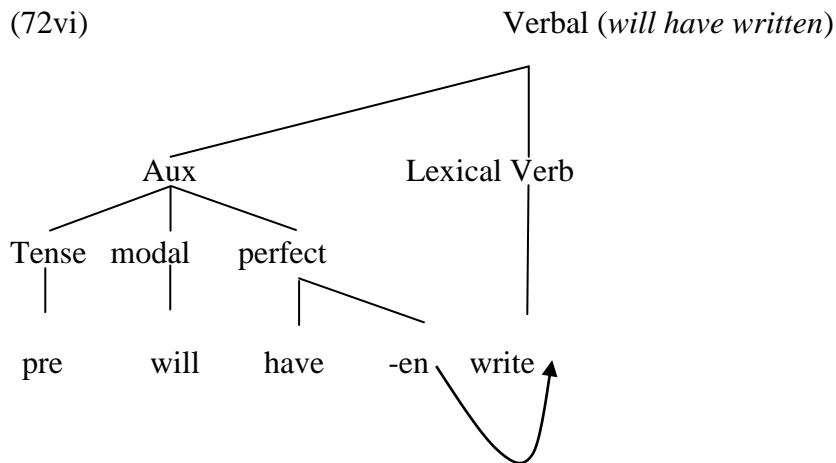 (72vi) Verbal (will have written)
Aux Lexical Verb
Tense modal perfect
pre will have -en write